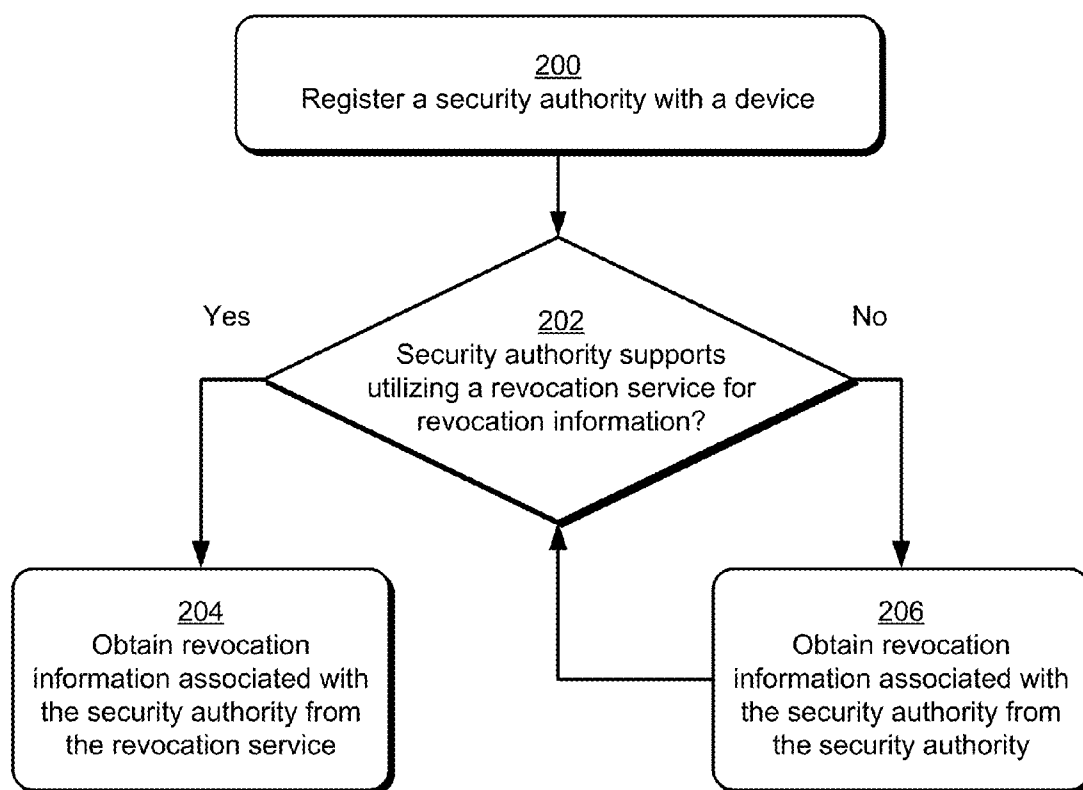 200
Register a security authority with a device
Yes
No
202
Security authority supports
utilizing a revocation service for
revocation information?
204
Obtain revocation
information associated with
the security authority from
the revocation service
206
Obtain revocation
information associated with
the security authority from
the security authority